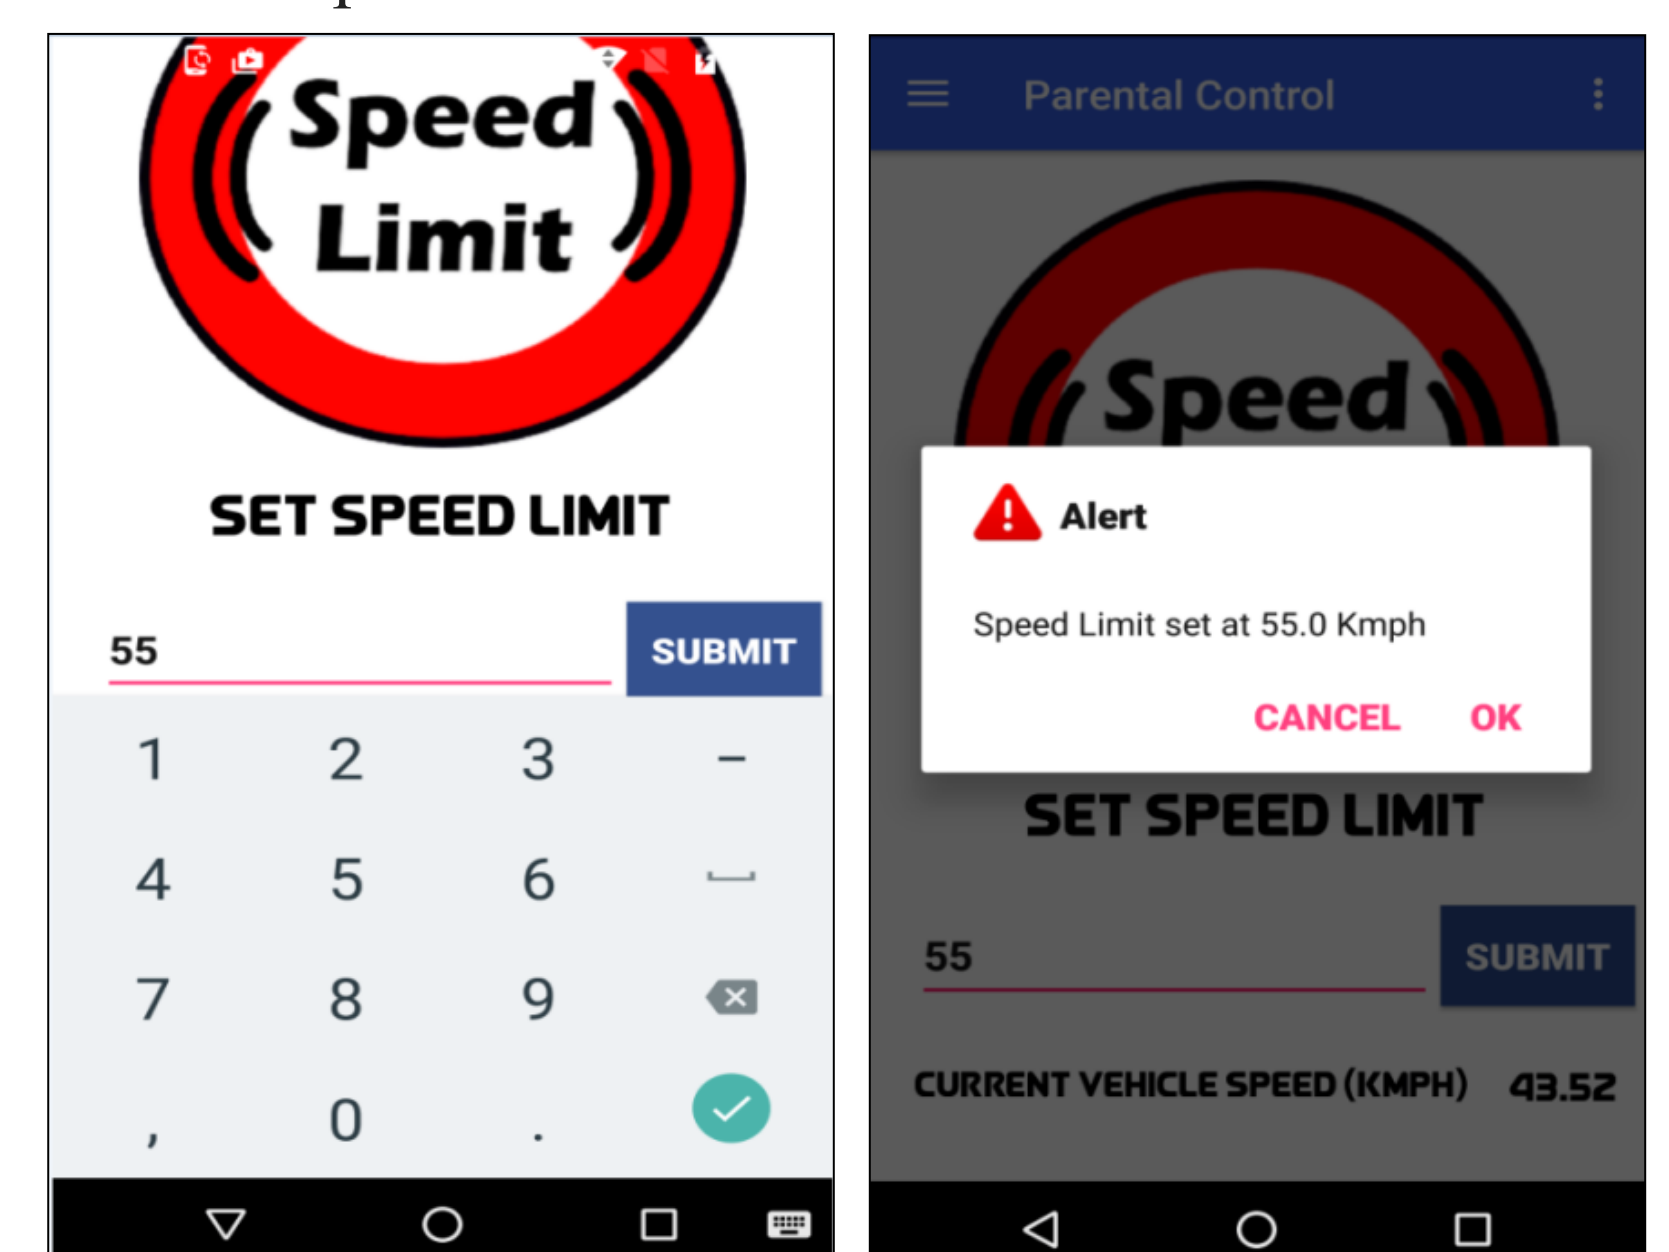 Speed
Limit
SET SPEED LIMIT
55
SUBMIT
1 2 3 –
4 5 6
7 8 9
, 0 .
Parental Control
Speed
Alert
Speed Limit set at 55.0 Kmph
CANCEL OK
SET SPEED LIMIT
55
SUBMIT
CURRENT VEHICLE SPEED (KMPH) 43.52